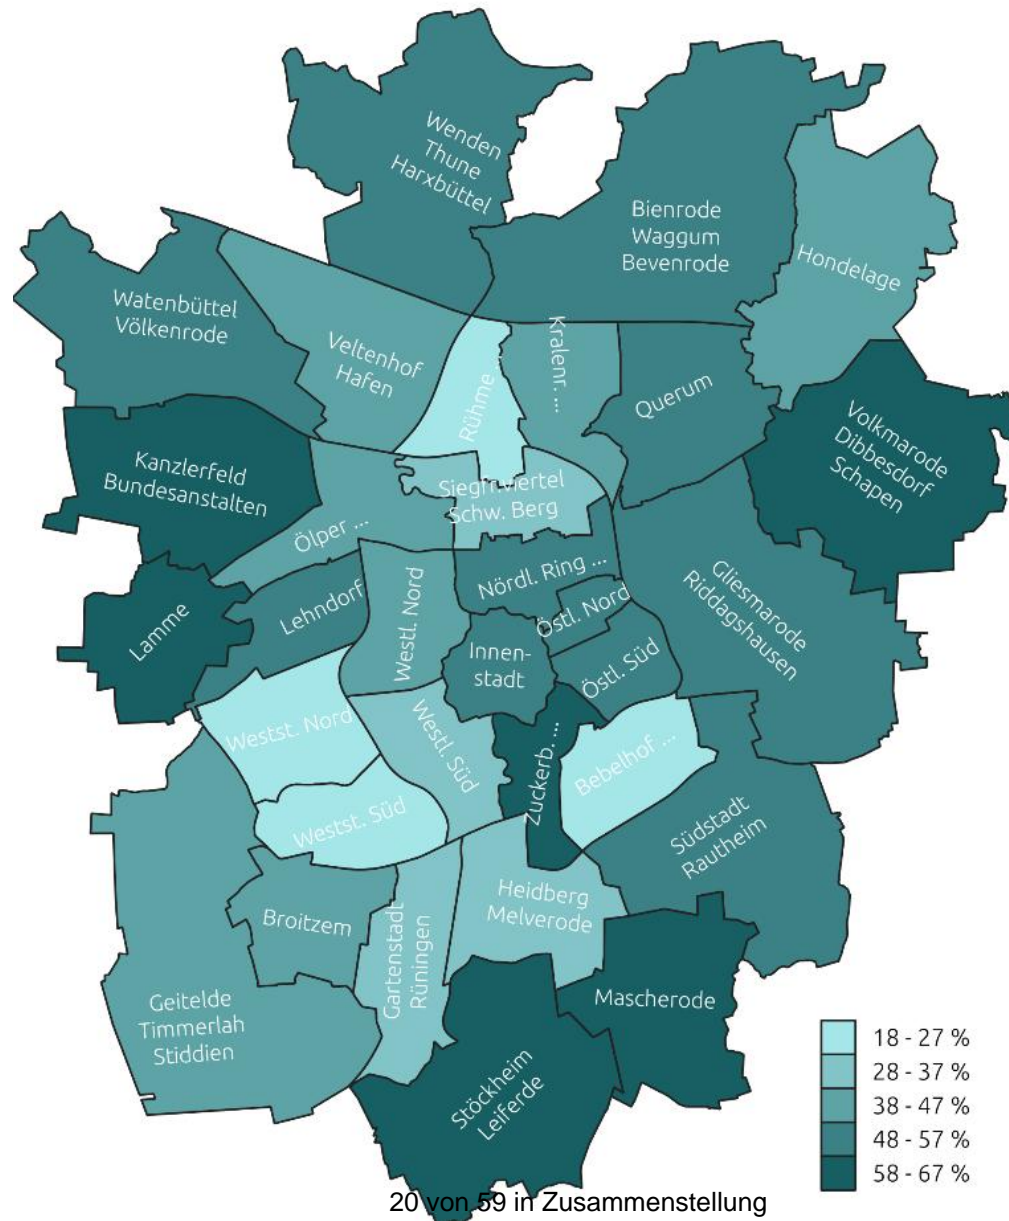 Wenden
Thune
Harxbüttel
Bienrode
Waggum
Bevenrode
Hondelage
Watenbüttel
Völkenrode
Veltenhof
Hafen
Rühme ...
Kralenr. ...
Querum
Volkmarode
Dibbesdorf
Schapen
Kanzlerfeld
Bundesanstalten
Ölper ...
Siegfr.viertel
Schw. Berg
Lamme
Lehndorf
Westl. Nord
Nördl. Ring ...
Östl. Nord
Gliesmarode
Riddagshausen
Innen-
stadt
Östl. Süd
Westst. Nord
Westl. Süd
Zuckerb. ...
Bebelhof ...
Westst. Süd
Südstadt
Rautheim
Broitzem
Gartenstadt
Rüningen
Heidberg
Melverode
Geitelde
Timmerlah
Stiddien
Mascherode
Stöckheim
Leiferde
18 - 27 %
28 - 37 %
38 - 47 %
48 - 57 %
58 - 67 %
20 von 59 in Zusammenstellung